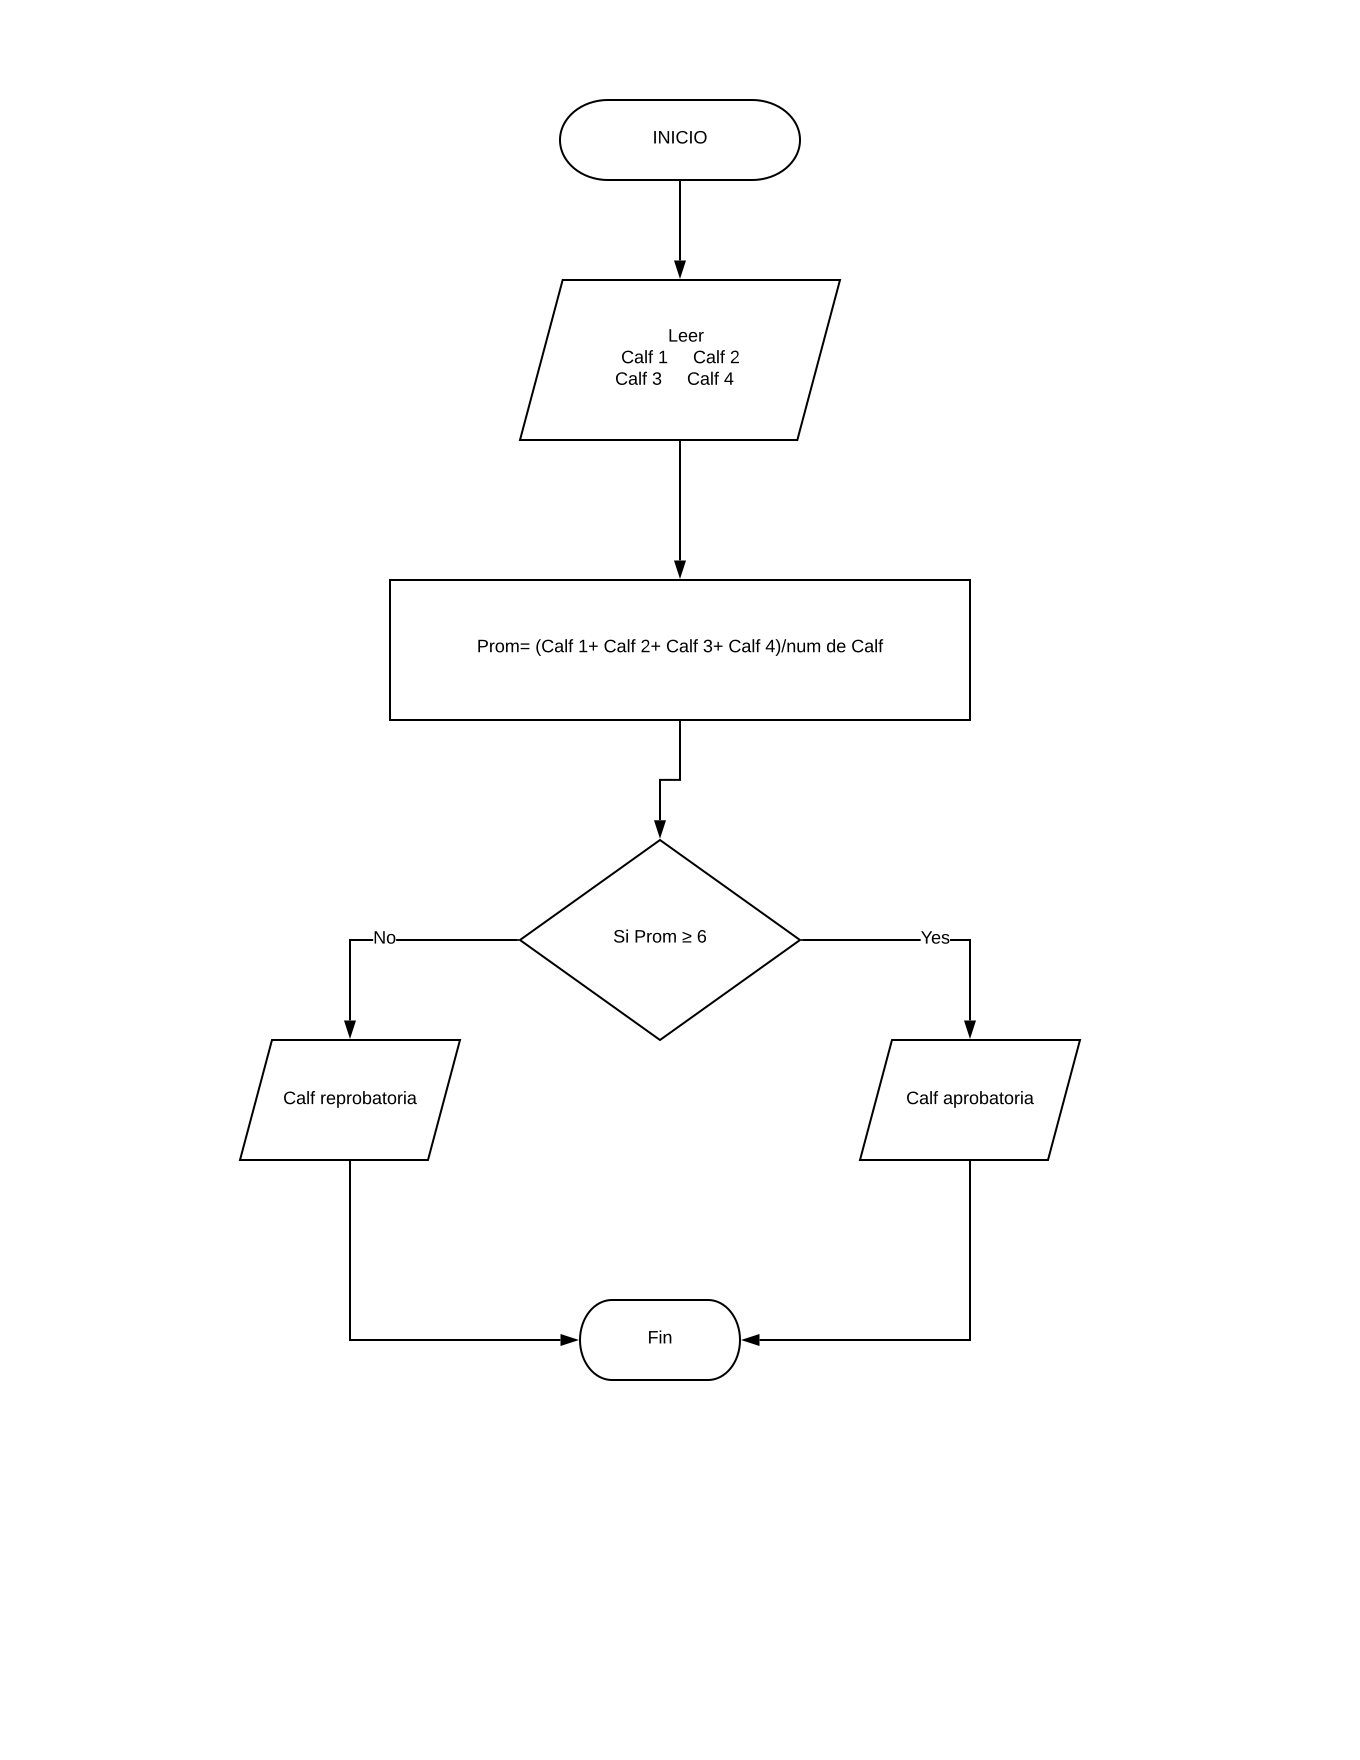 INICIO
Leer
Calf 1 Calf 2
Calf 3 Calf 4
Prom= (Calf 1+ Calf 2+ Calf 3+ Calf 4)/num de Calf
Si Prom ≥ 6
No
Yes
Calf reprobatoria
Calf aprobatoria
Fin